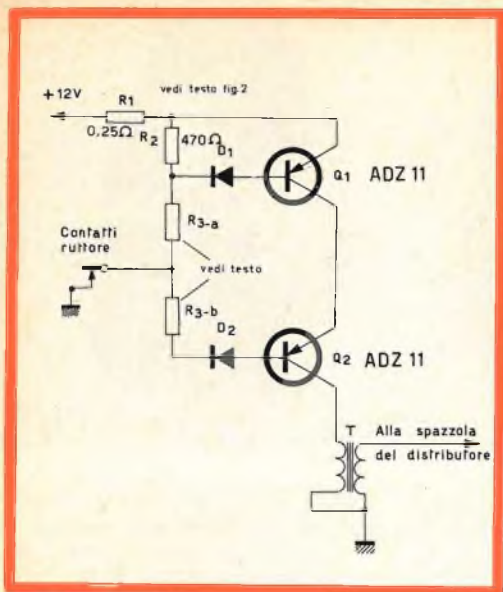 vedi testo fig.2
+12V
R1
0,25Ω
R2
470Ω
D1
Q1
ADZ 11
R3-a
Contatti
ruttore
vedi testo
R3-b
D2
Q2
ADZ 11
T
Alla spazzola
del distributore